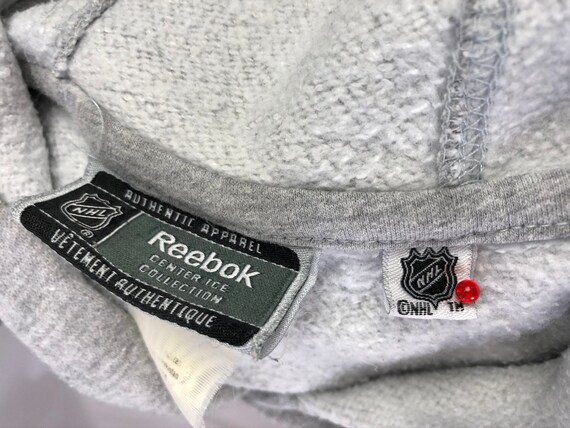 AUTHENTIC APPAREL
NHL
®
Reebok
CENTER ICE
COLLECTION
VÊTEMENT AUTHENTIQUE
NHL
©NHL TM